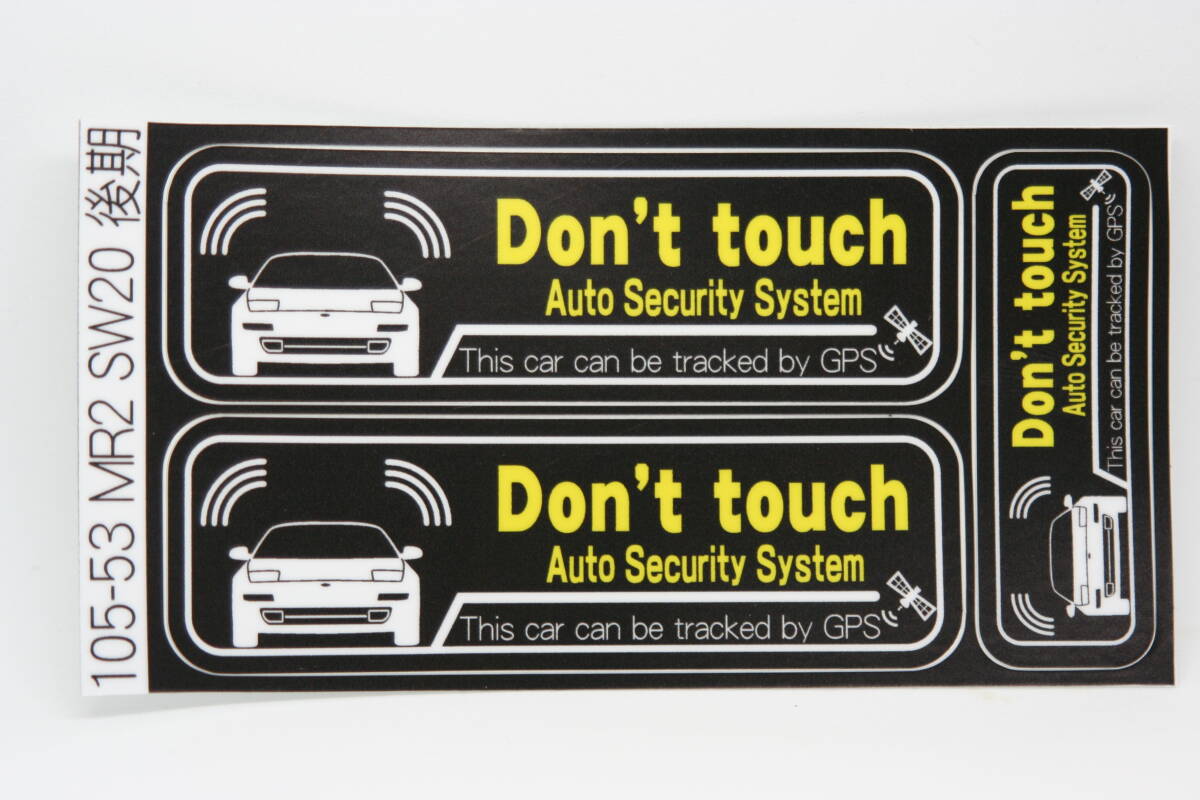 105-53 MR2 SW20 後期
Don't touch
Auto Security System
This car can be tracked by GPS
Don't touch
Auto Security System
This car can be tracked by GPS
Don't touch
Auto Security System
This car can be tracked by GPS